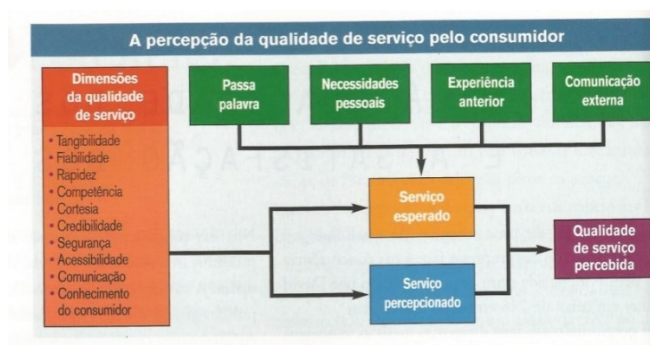 A percepção da qualidade de serviço pelo consumidor
Dimensões
da qualidade
de serviço
• Tangibilidade
• Fiabilidade
• Rapidez
• Competência
• Cortesia
• Credibilidade
• Segurança
• Acessibilidade
• Comunicação
• Conhecimento
do consumidor
Passa
palavra
Necessidades
pessoais
Experiência
anterior
Comunicação
externa
Serviço
esperado
Serviço
percepcionado
Qualidade
de serviço
percebida